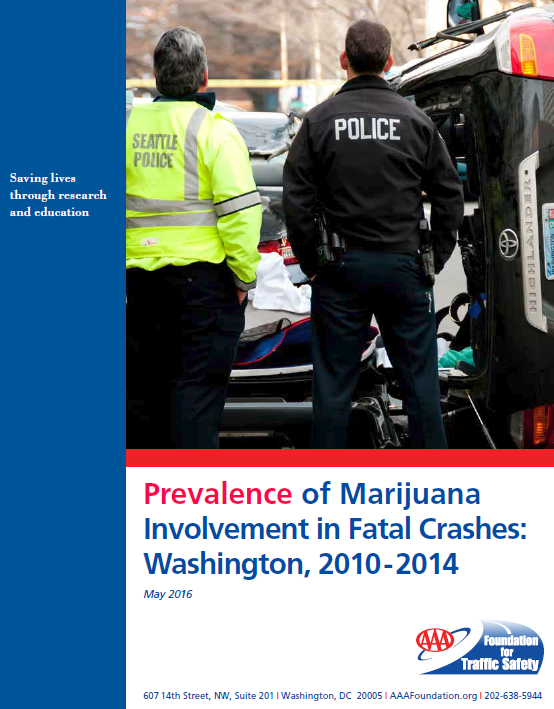 Saving lives
through research
and education
SEATTLE
POLICE
POLICE
HIGHLANDER
Prevalence of Marijuana
Involvement in Fatal Crashes:
Washington, 2010-2014
May 2016
AAA
Foundation
for
Traffic Safety
607 14th Street, NW, Suite 201 | Washington, DC 20005 | AAAFoundation.org | 202-638-5944